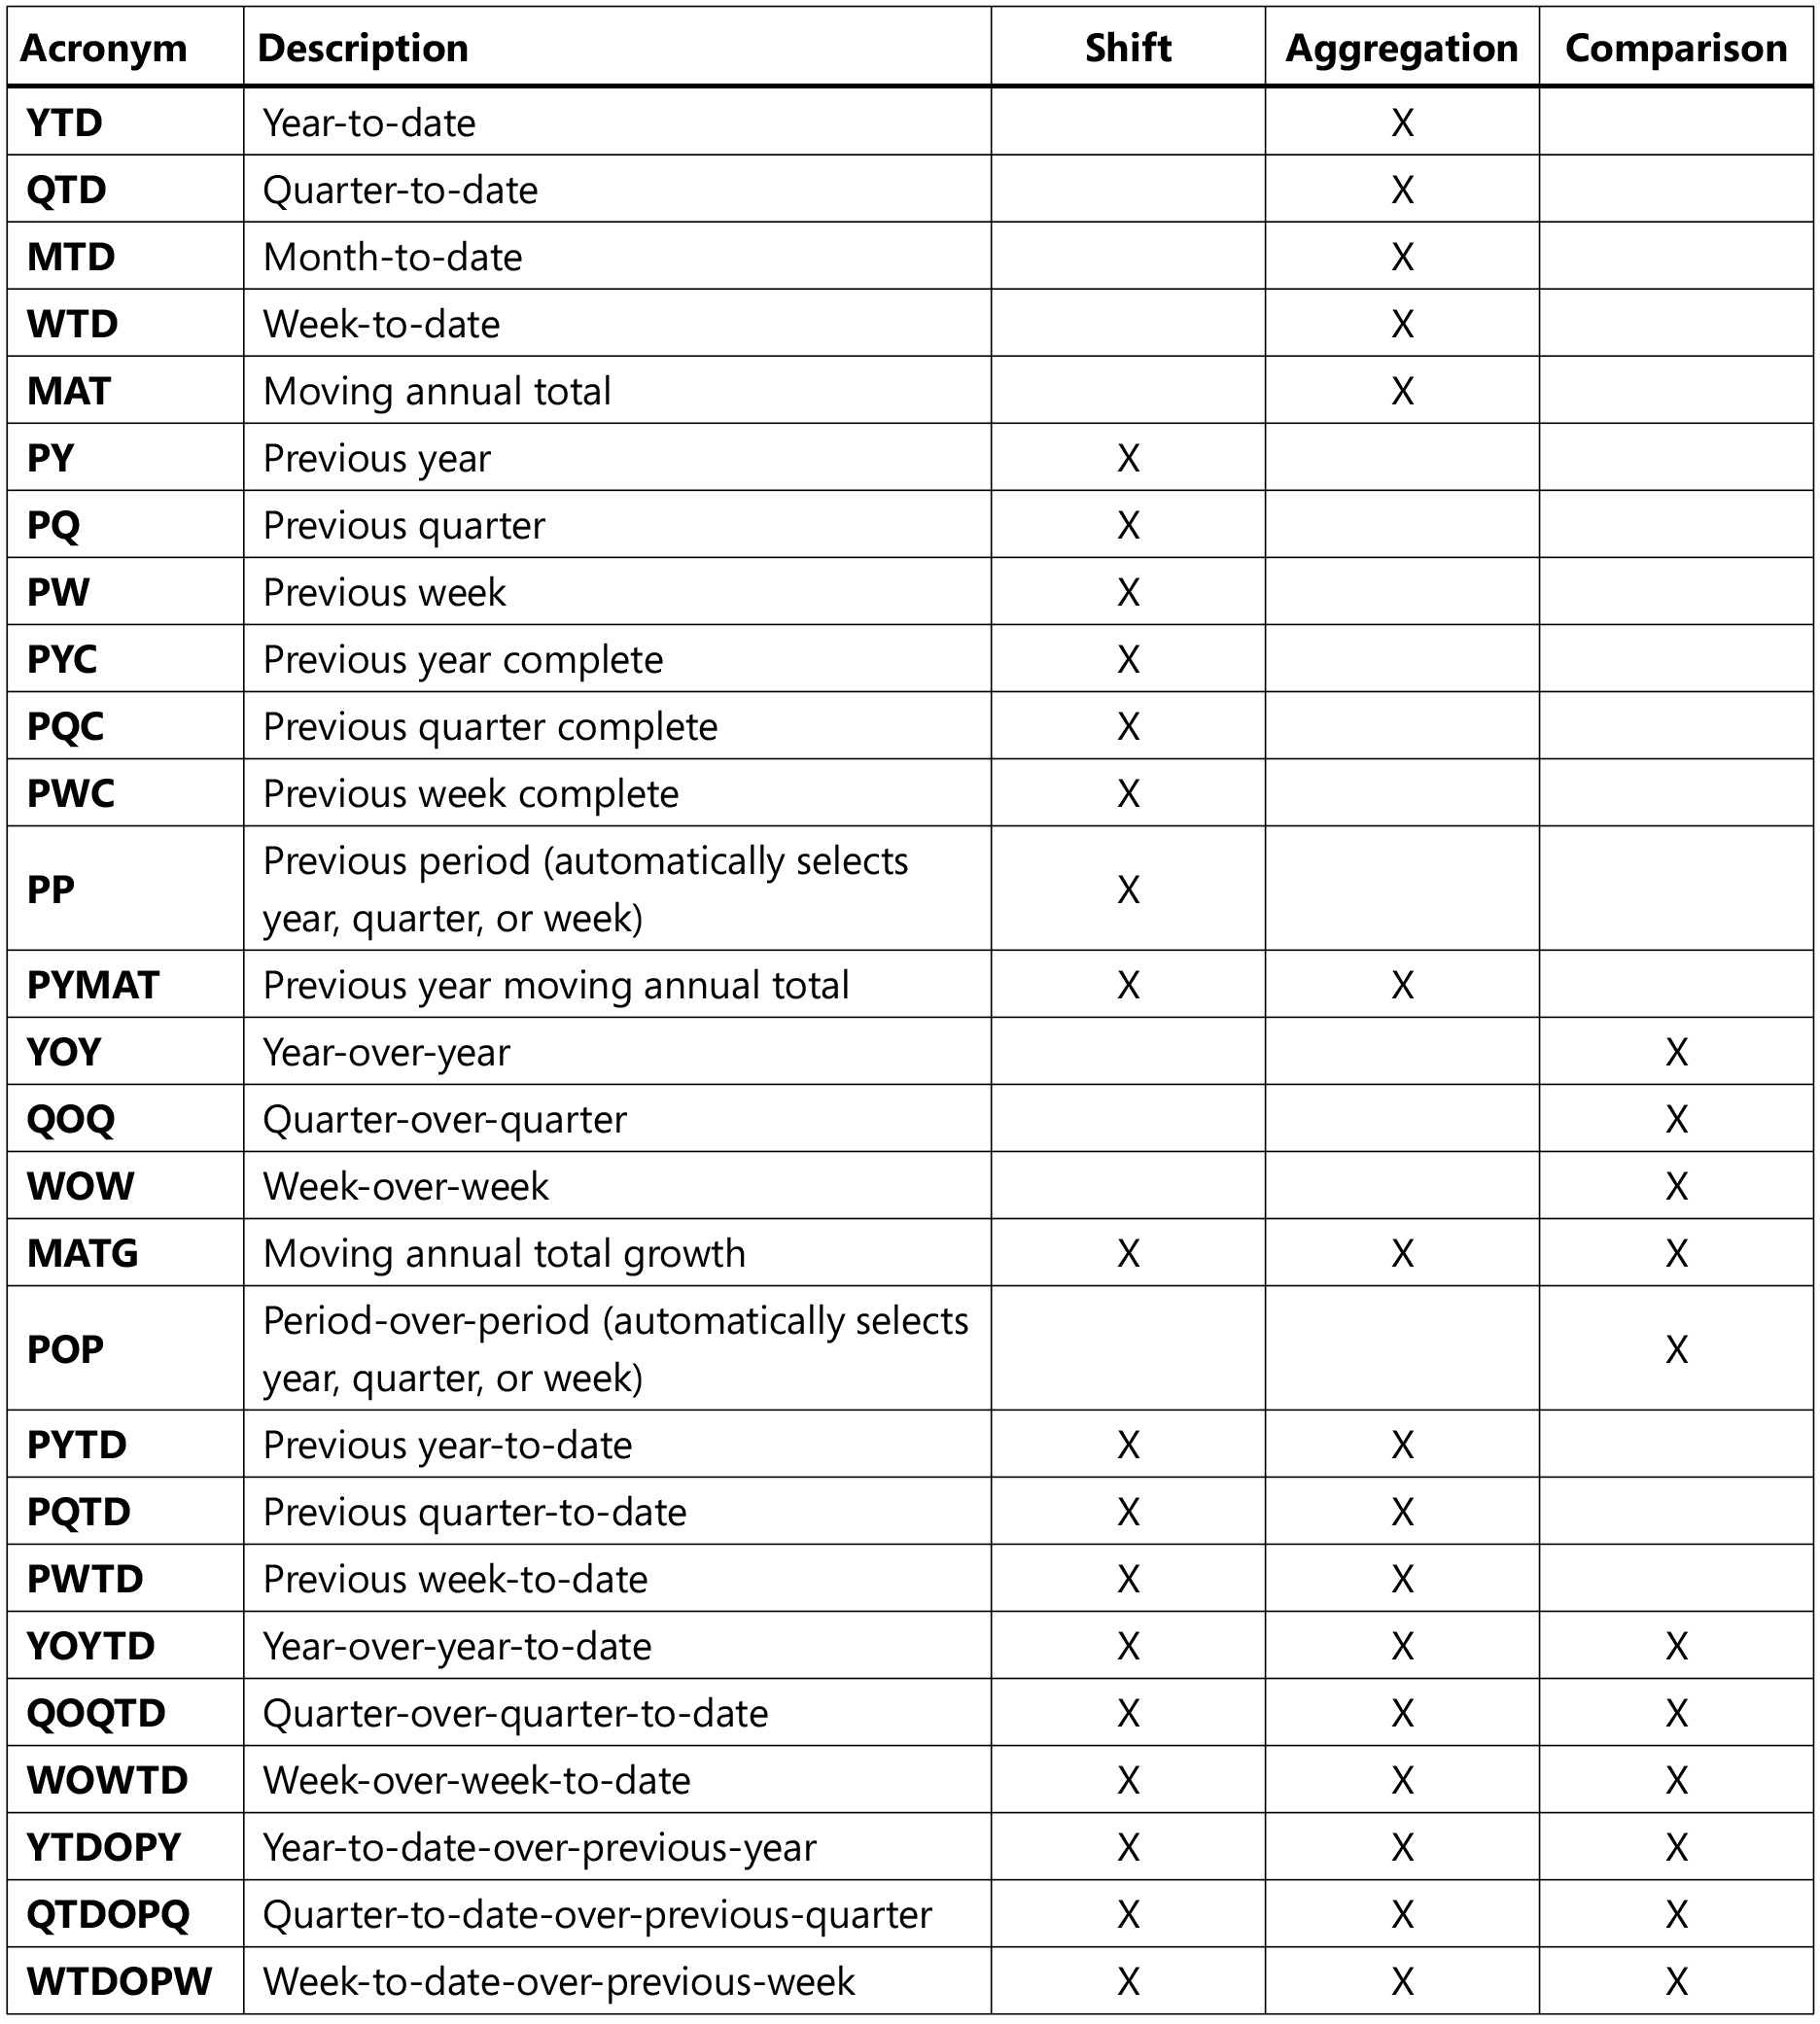 Acronym Description Shift Aggregation Comparison
YTD Year-to-date X
QTD Quarter-to-date X
MTD Month-to-date X
WTD Week-to-date X
MAT Moving annual total X
PY Previous year X
PQ Previous quarter X
PW Previous week X
PYC Previous year complete X
PQC Previous quarter complete X
PWC Previous week complete X
PP Previous period (automatically selects
year, quarter, or week) X
PYMAT Previous year moving annual total X X
YOY Year-over-year X
QOQ Quarter-over-quarter X
WOW Week-over-week X
MATG Moving annual total growth X X X
POP Period-over-period (automatically selects
year, quarter, or week) X
PYTD Previous year-to-date X X
PQTD Previous quarter-to-date X X
PWTD Previous week-to-date X X
YOYTD Year-over-year-to-date X X X
QOQTD Quarter-over-quarter-to-date X X X
WOWTD Week-over-week-to-date X X X
YTDOPY Year-to-date-over-previous-year X X X
QTDOPQ Quarter-to-date-over-previous-quarter X X X
WTDOPW Week-to-date-over-previous-week X X X